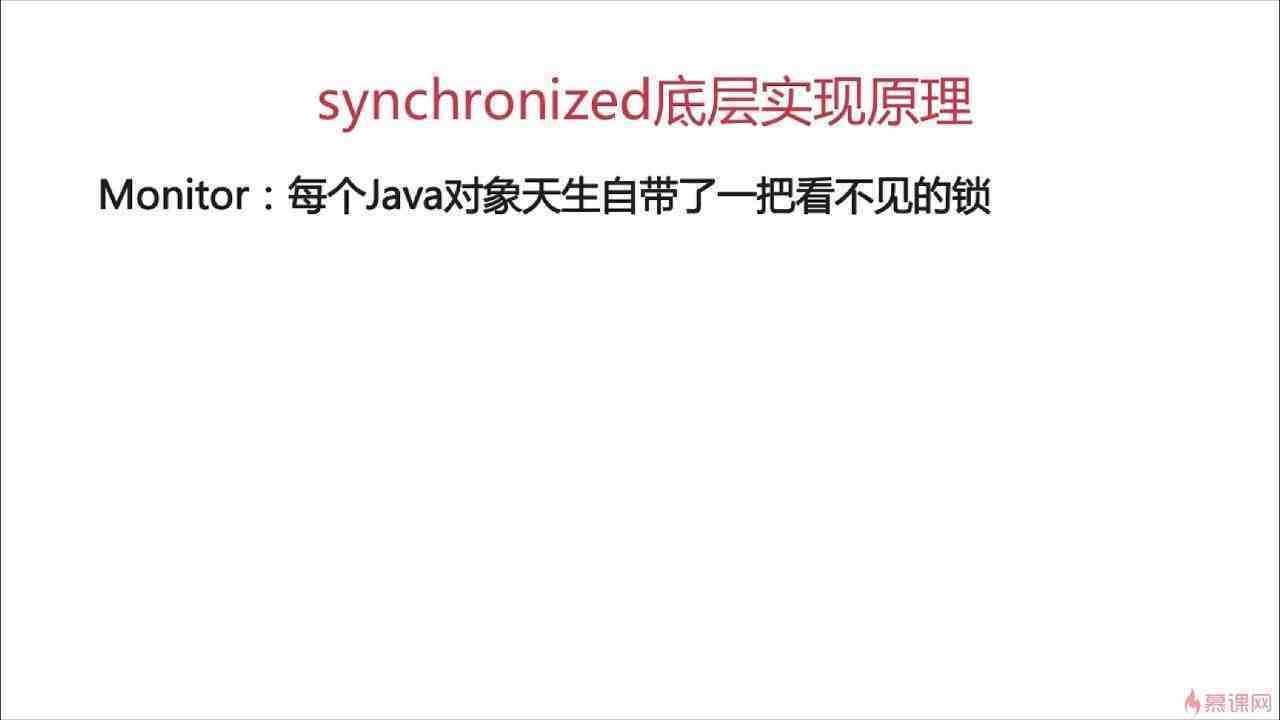 synchronized底层实现原理
Monitor：每个Java对象天生自带了一把看不见的锁
慕课网